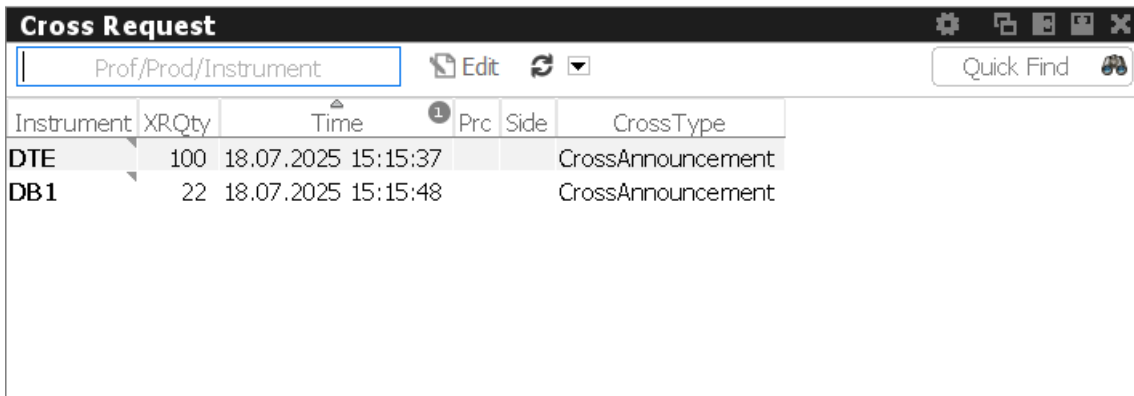 Cross Request
Prof/Prod/Instrument Edit Quick Find
Instrument XRQty Time 1 Prc Side CrossType
DTE 100 18.07.2025 15:15:37 CrossAnnouncement
DB1 22 18.07.2025 15:15:48 CrossAnnouncement